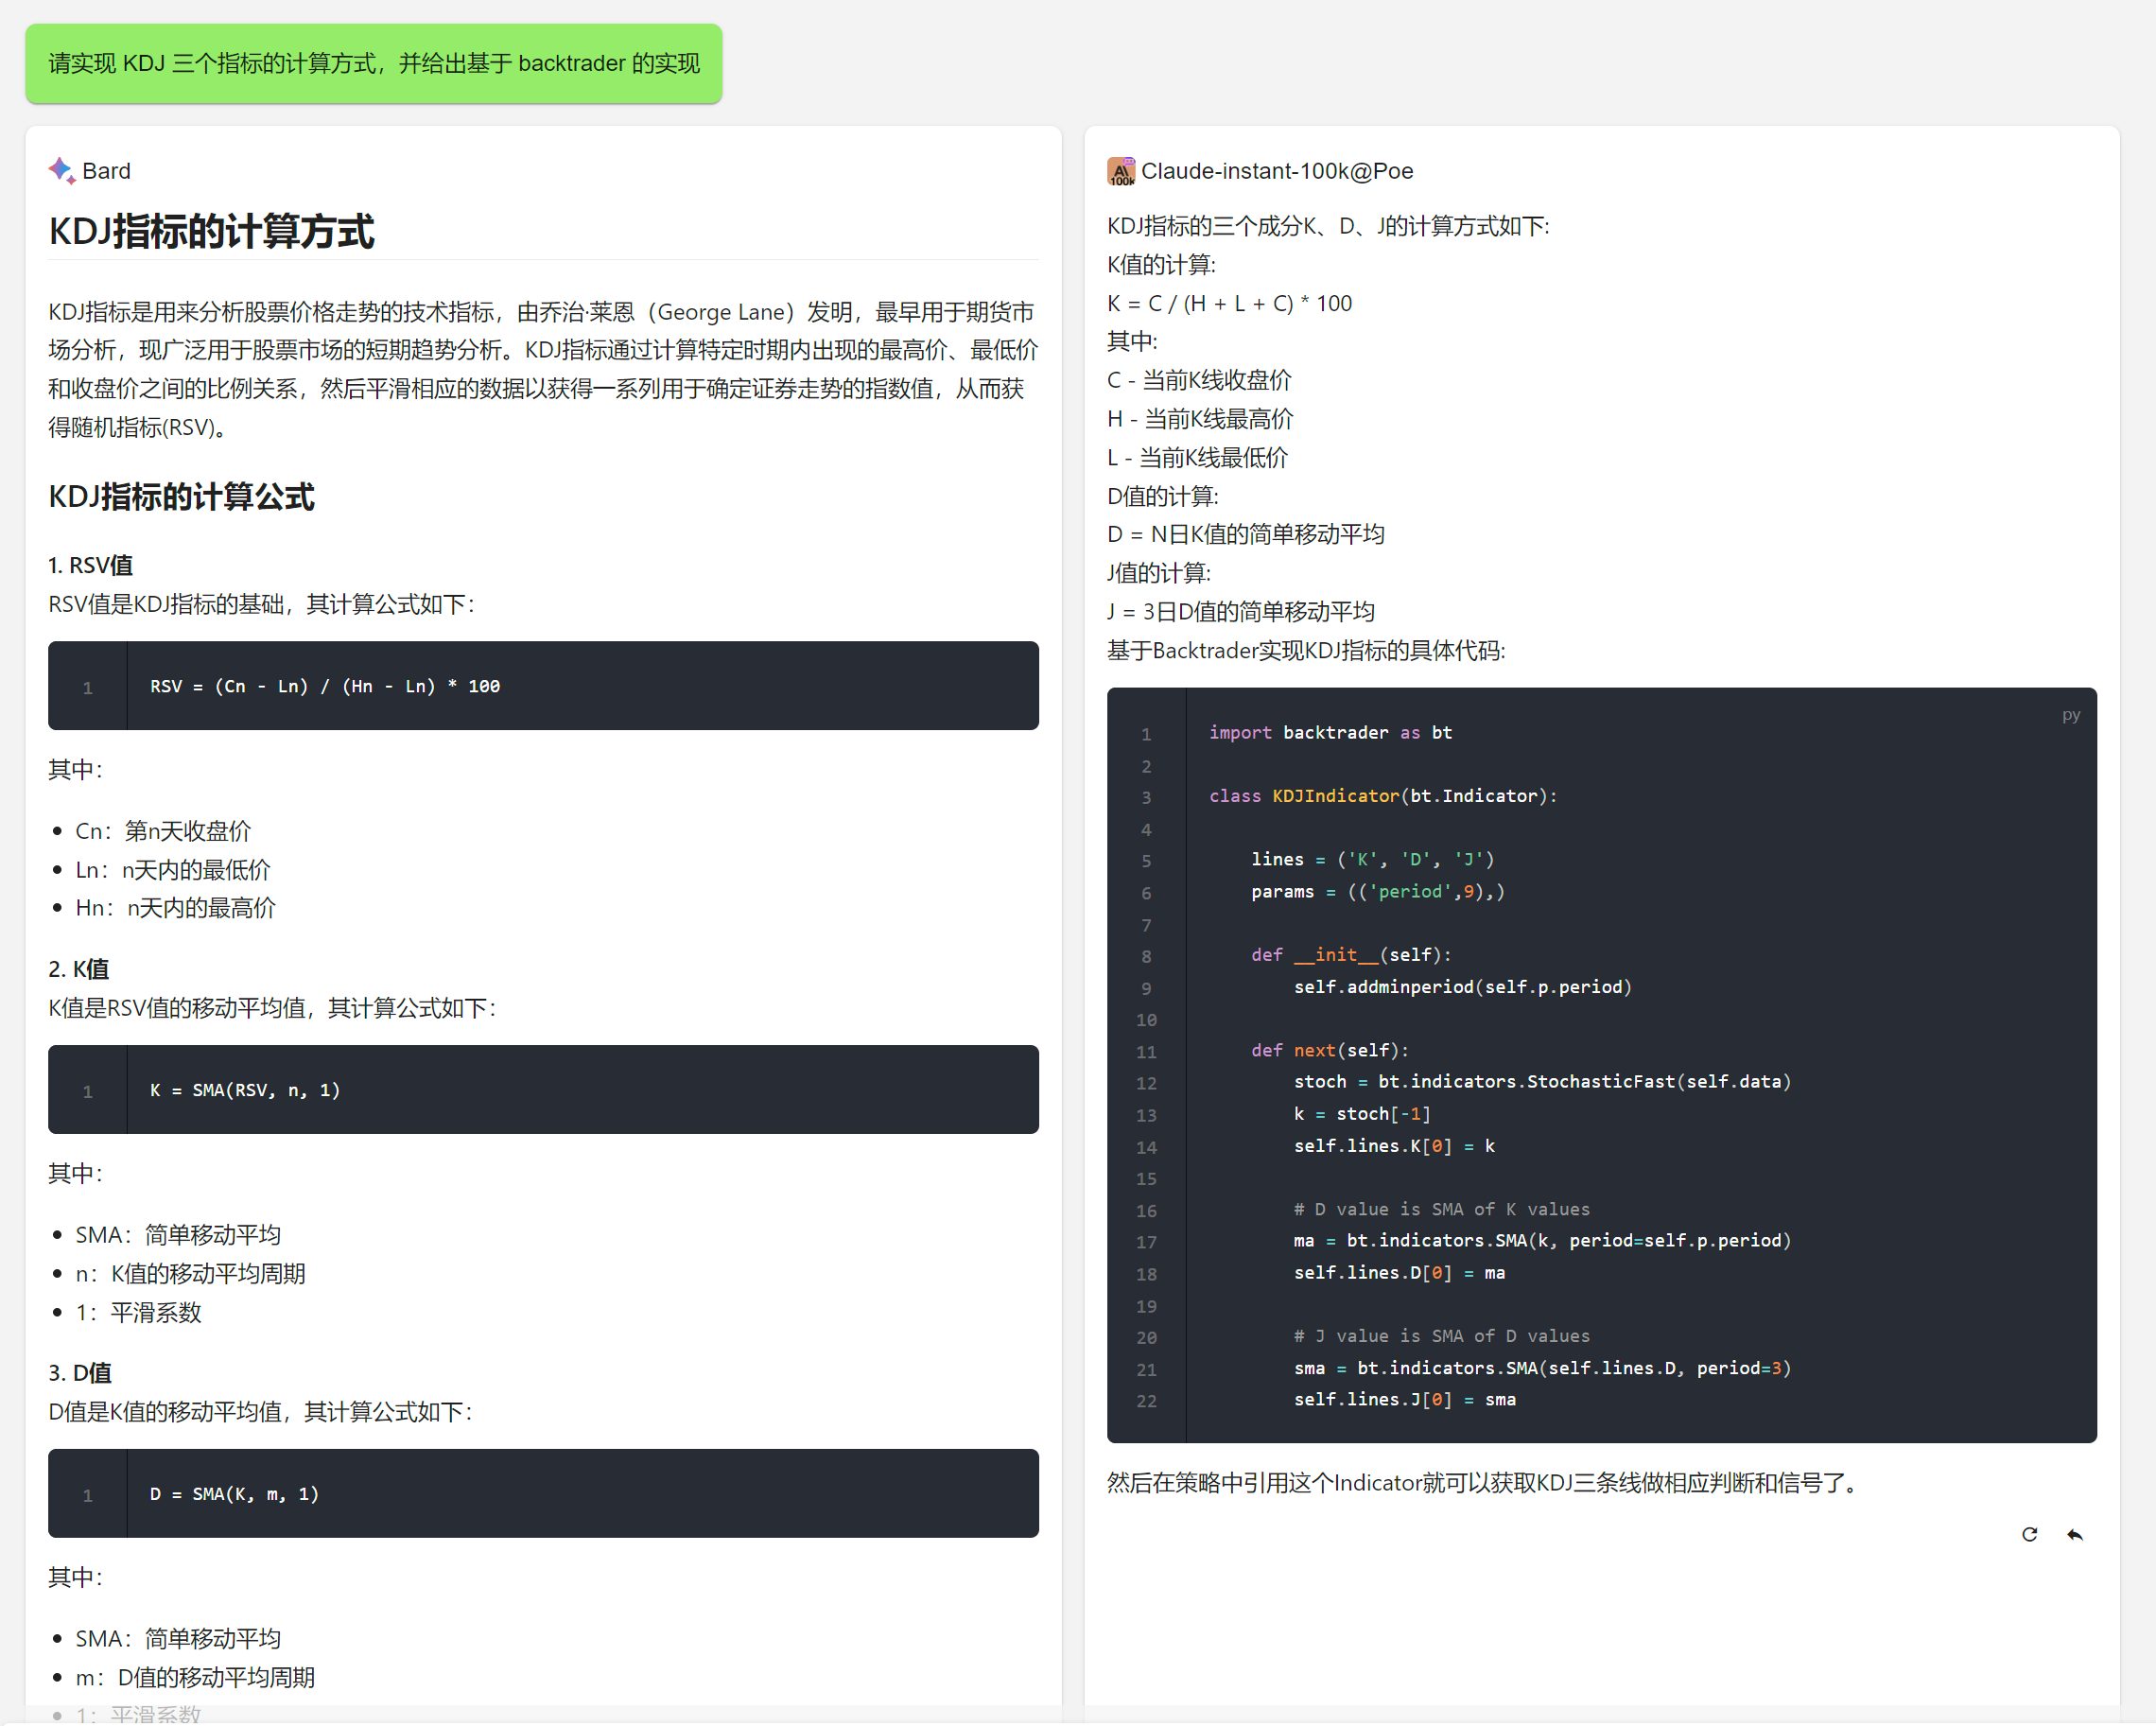 请实现 KDJ 三个指标的计算方式，并给出基于 backtrader 的实现
Bard
KDJ指标的计算方式
KDJ指标是用来分析股票价格走势的技术指标，由乔治·莱恩（George Lane）发明，最早用于期货市
场分析，现广泛用于股票市场的短期趋势分析。KDJ指标通过计算特定时期内出现的最高价、最低价
和收盘价之间的比例关系，然后平滑相应的数据以获得一系列用于确定证券走势的指数值，从而获
得随机指标(RSV)。
KDJ指标的计算公式
1. RSV值
RSV值是KDJ指标的基础，其计算公式如下：
1 RSV = (Cn - Ln) / (Hn - Ln) * 100
其中：
• Cn：第n天收盘价
• Ln：n天内的最低价
• Hn：n天内的最高价
2. K值
K值是RSV值的移动平均值，其计算公式如下：
1 K = SMA(RSV, n, 1)
其中：
• SMA：简单移动平均
• n：K值的移动平均周期
• 1：平滑系数
3. D值
D值是K值的移动平均值，其计算公式如下：
1 D = SMA(K, m, 1)
其中：
• SMA：简单移动平均
• m：D值的移动平均周期
• 1：平滑系数
Claude-instant-100k@Poe
KDJ指标的三个成分K、D、J的计算方式如下:
K值的计算:
K = C / (H + L + C) * 100
其中:
C - 当前K线收盘价
H - 当前K线最高价
L - 当前K线最低价
D值的计算:
D = N日K值的简单移动平均
J值的计算:
J = 3日D值的简单移动平均
基于Backtrader实现KDJ指标的具体代码:
py
1 import backtrader as bt
2
3 class KDJIndicator(bt.Indicator):
4
5     lines = ('K', 'D', 'J')
6     params = (('period',9),)
7
8     def __init__(self):
9         self.addminperiod(self.p.period)
10
11     def next(self):
12         stoch = bt.indicators.StochasticFast(self.data)
13         k = stoch[-1]
14         self.lines.K[0] = k
15
16         # D value is SMA of K values
17         ma = bt.indicators.SMA(k, period=self.p.period)
18         self.lines.D[0] = ma
19
20         # J value is SMA of D values
21         sma = bt.indicators.SMA(self.lines.D, period=3)
22         self.lines.J[0] = sma
然后在策略中引用这个Indicator就可以获取KDJ三条线做相应判断和信号了。